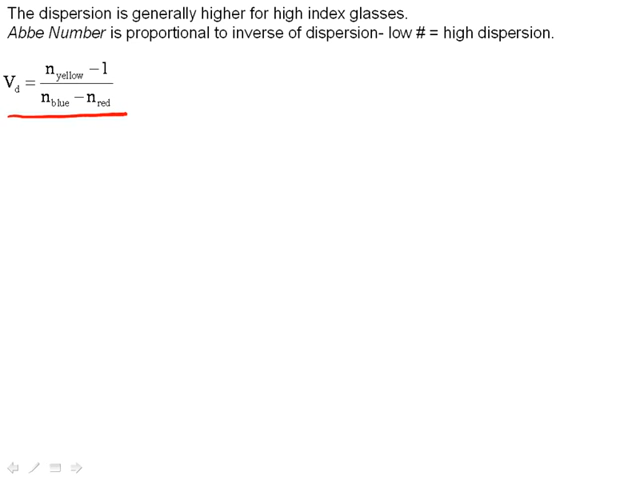 The dispersion is generally higher for high index glasses.
Abbe Number is proportional to inverse of dispersion- low # = high dispersion.
V_d = (n_yellow − 1) / (n_blue − n_red)